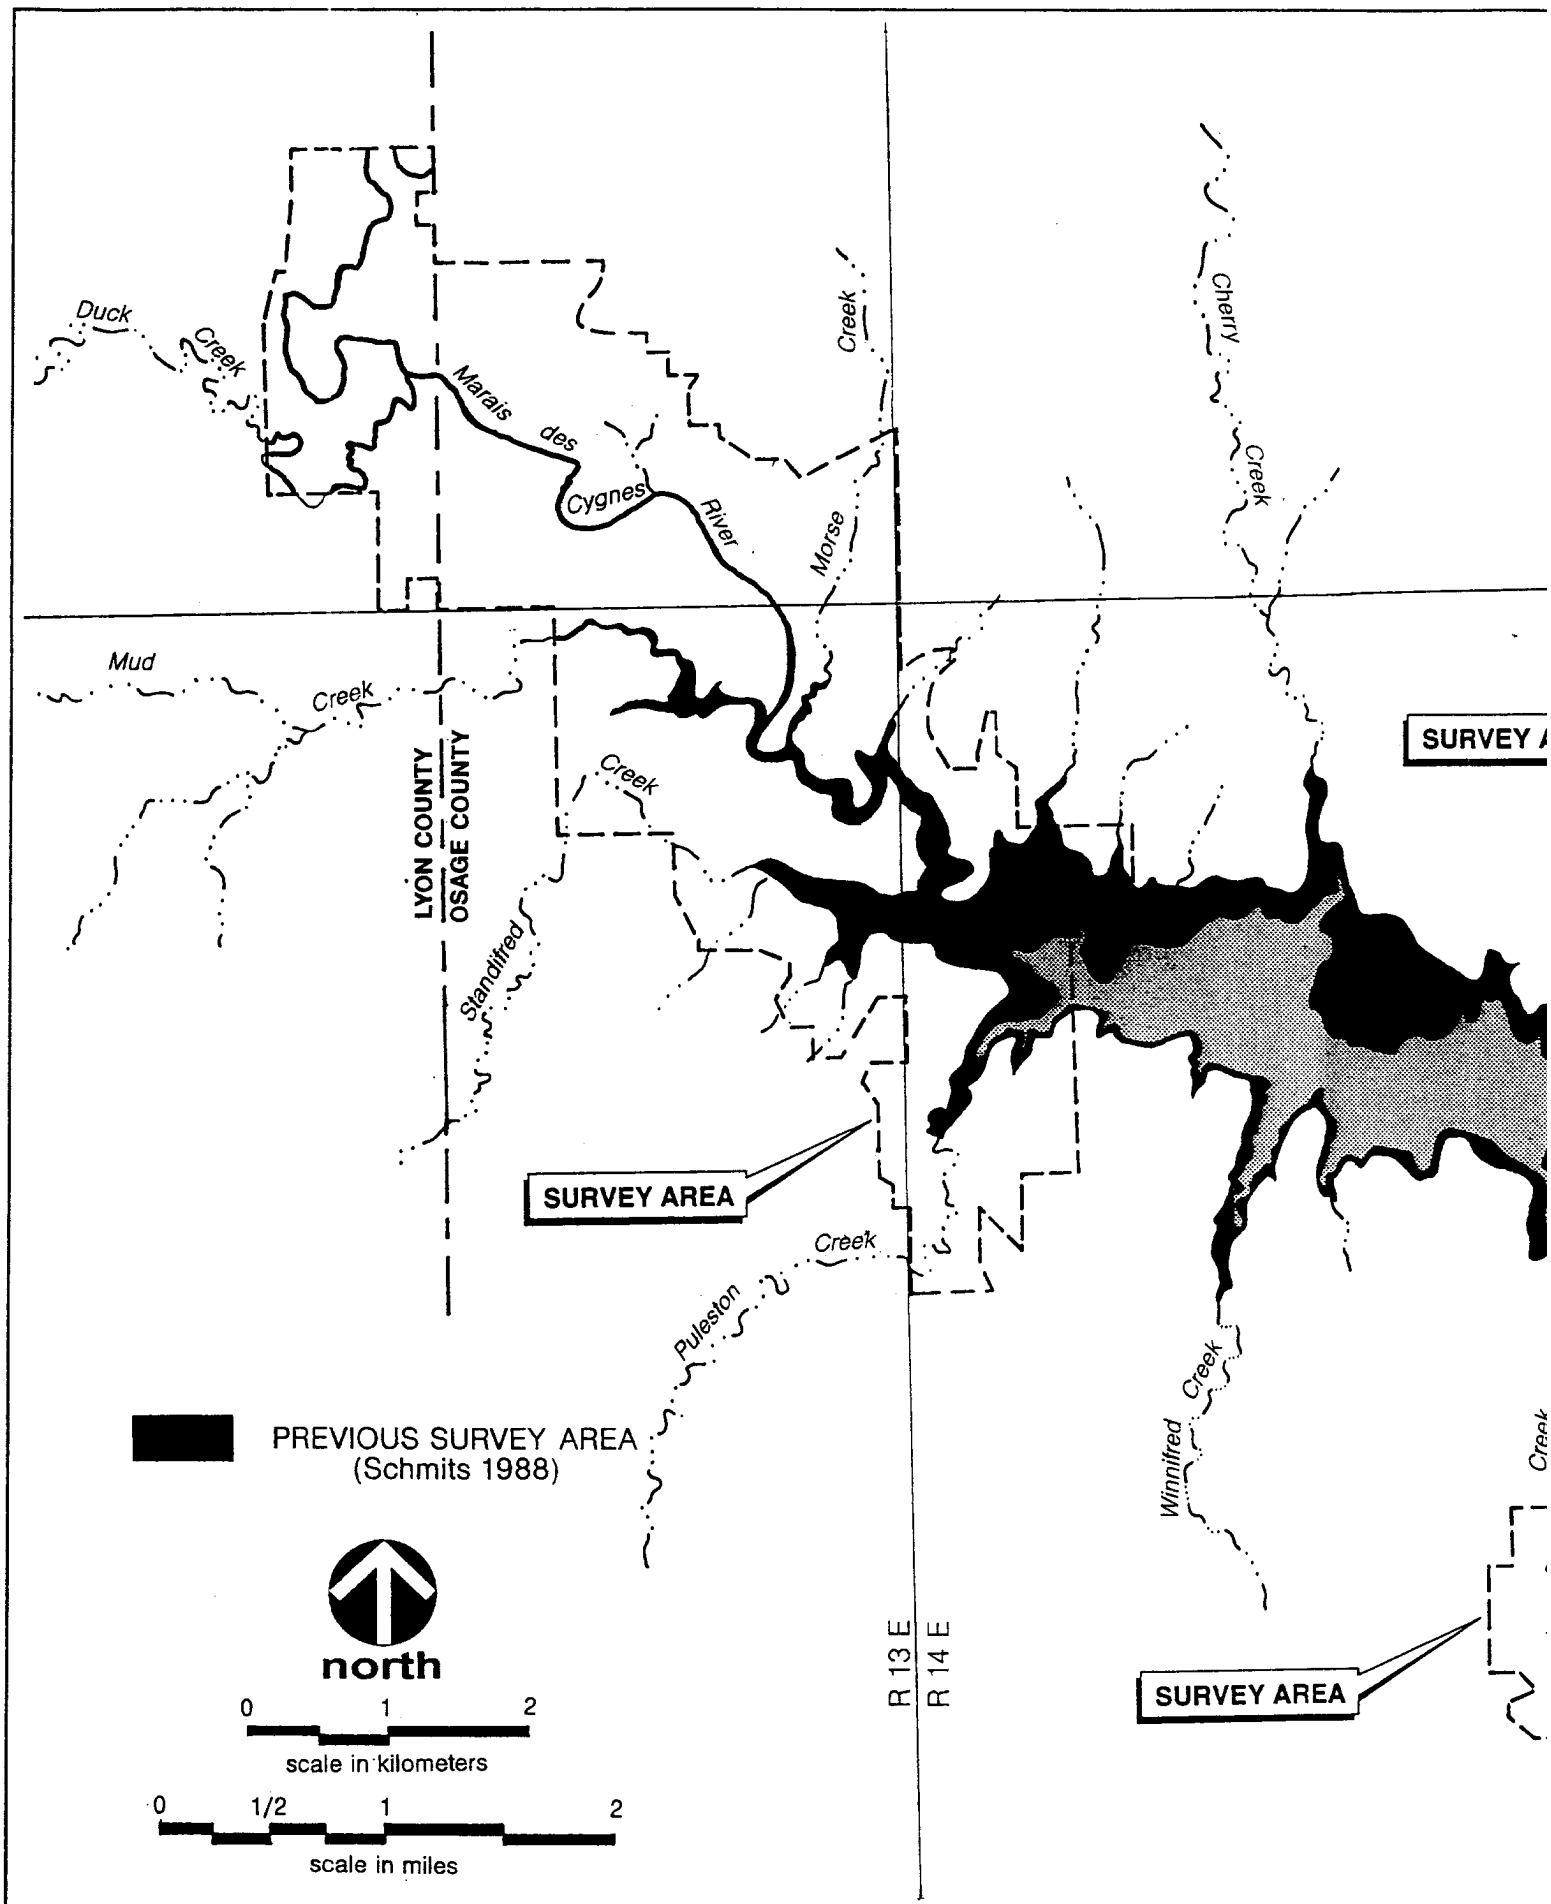 Duck
Creek
Marais
des
Cygnes
River
Creek
Morse
Cherry
Creek
Mud
Creek
LYON COUNTY
OSAGE COUNTY
Creek
Standifred
SURVEY A
SURVEY AREA
Creek
Puleston
Creek
Winnifred
Creek
PREVIOUS SURVEY AREA
(Schmits 1988)
north
R 13 E
R 14 E
SURVEY AREA
0 1 2
scale in kilometers
0 1/2 1 2
scale in miles